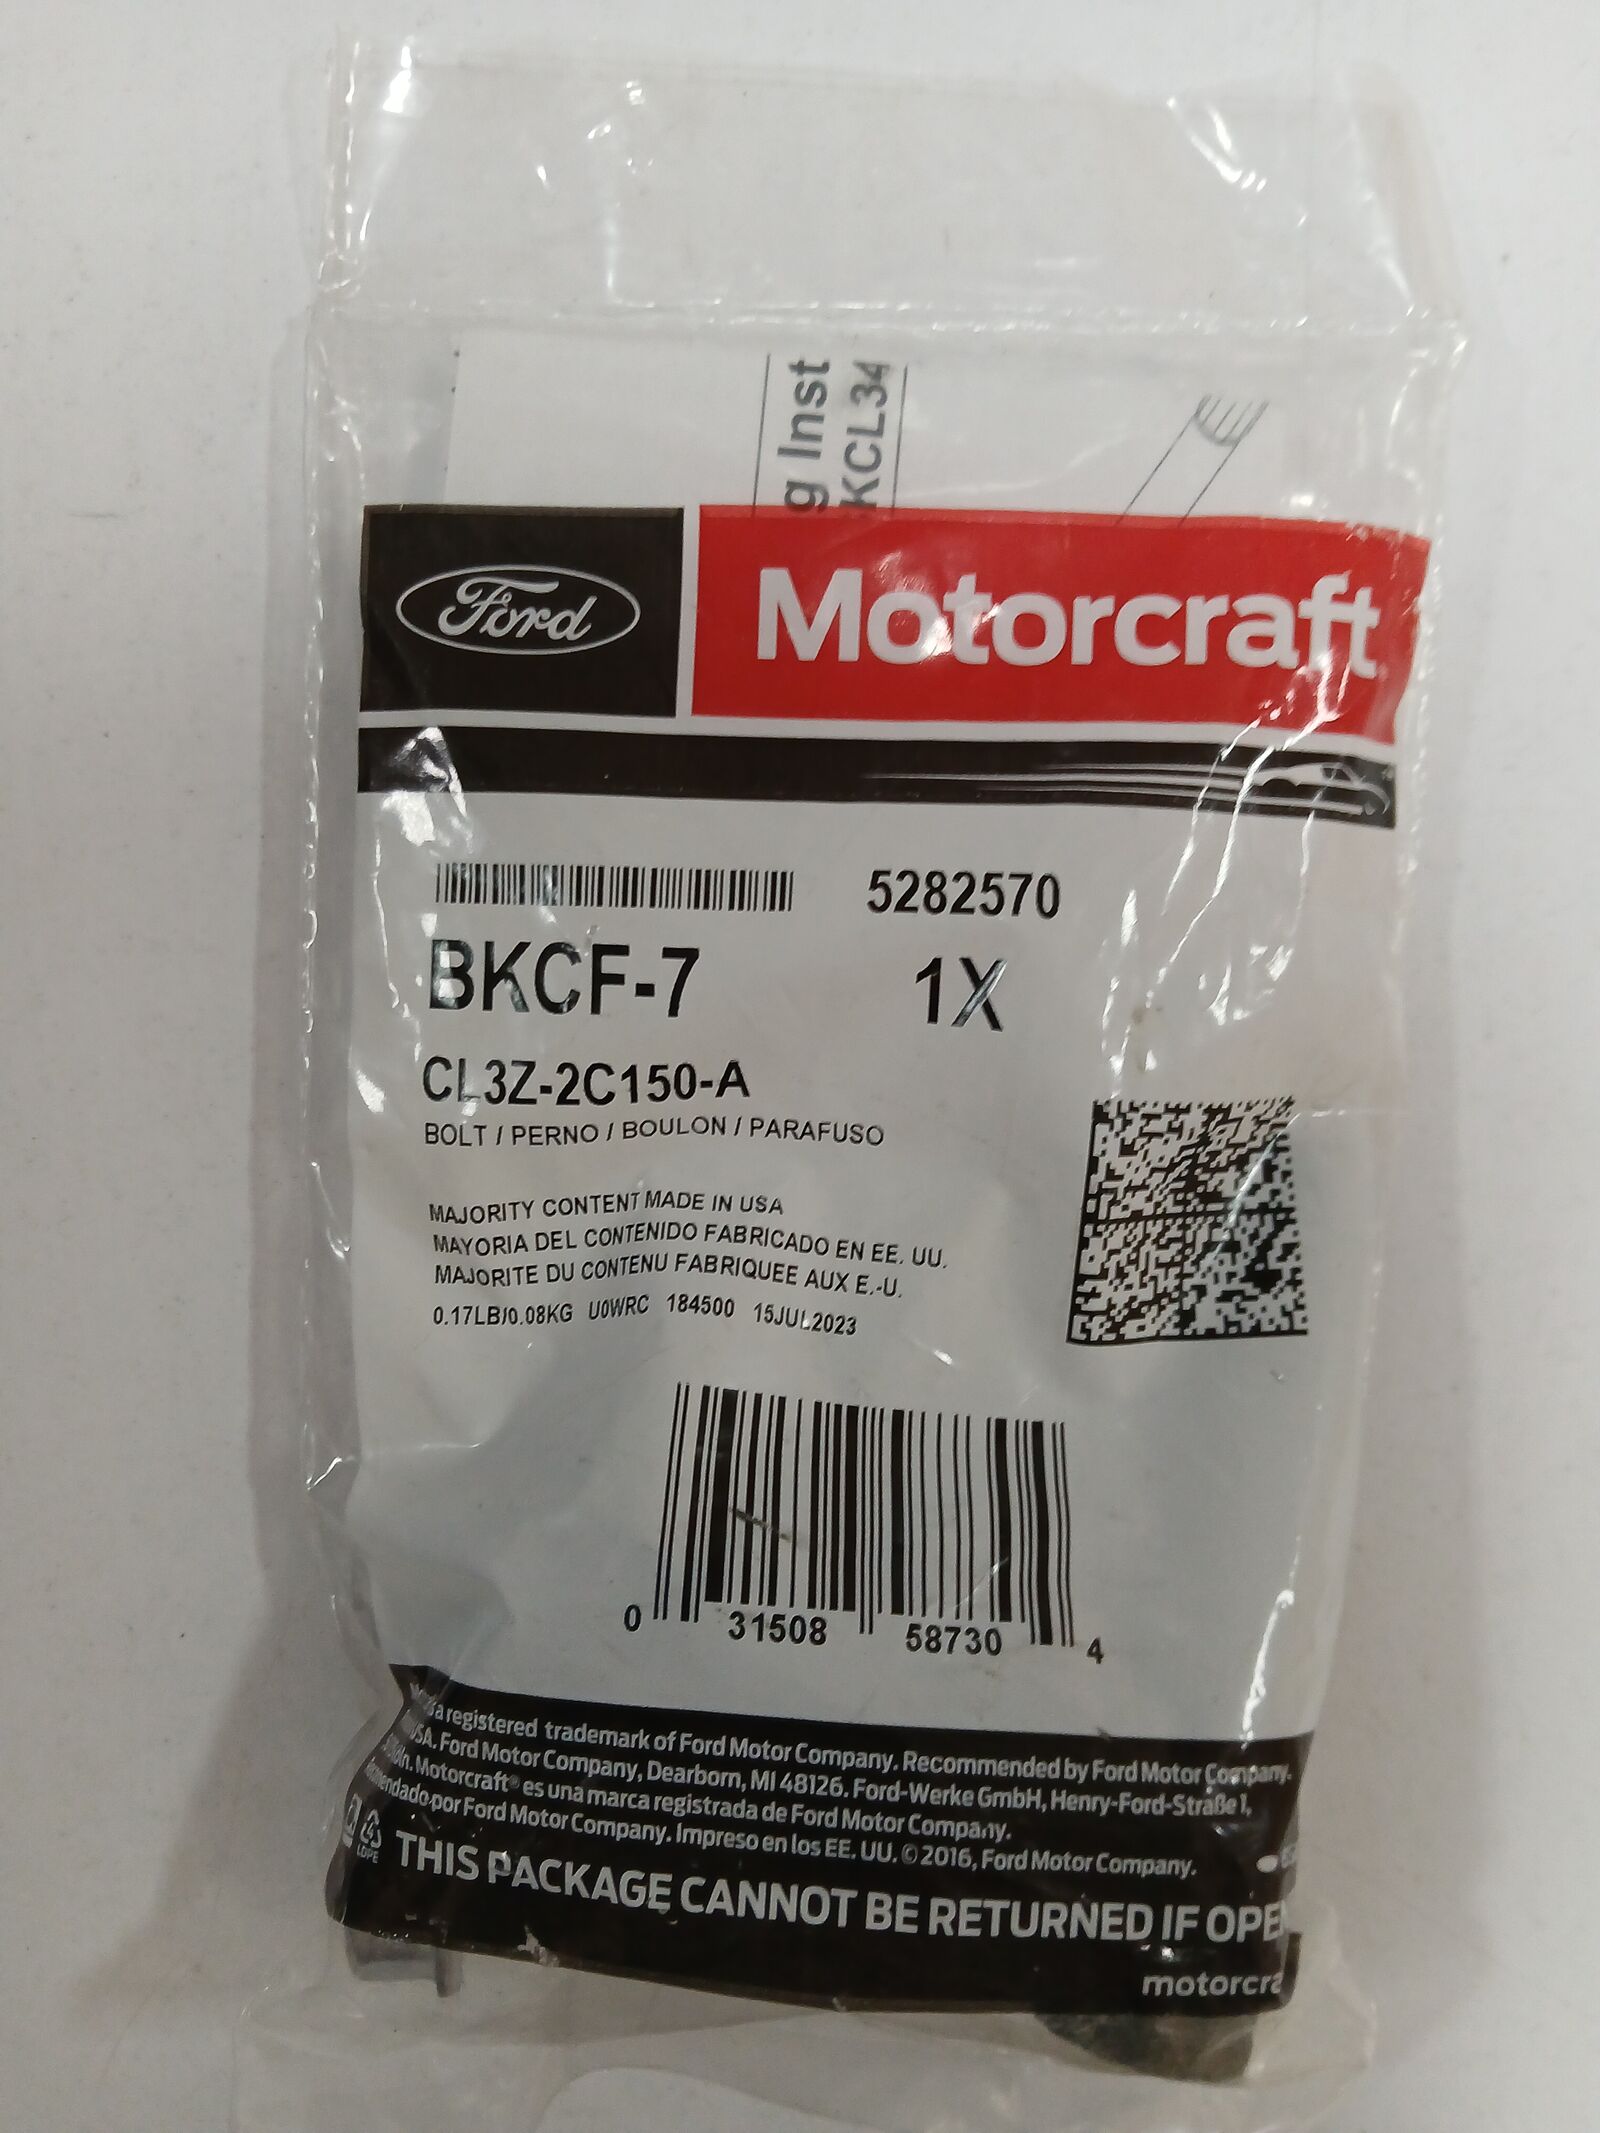 g Inst
KCL34
Ford
Motorcraft
5282570
BKCF-7 1X
CL3Z-2C150-A
BOLT / PERNO / BOULON / PARAFUSO
MAJORITY CONTENT MADE IN USA
MAYORIA DEL CONTENIDO FABRICADO EN EE. UU.
MAJORITE DU CONTENU FABRIQUEE AUX E.-U.
0.17LB/0.08KG U0WRC 184500 15JUL2023
0 31508 58730 4
a registered trademark of Ford Motor Company. Recommended by Ford Motor Company.
USA. Ford Motor Company, Dearborn, MI 48126. Ford-Werke GmbH, Henry-Ford-Straße 1,
Motorcraft® es una marca registrada de Ford Motor Company.
por Ford Motor Company. Impreso en los EE. UU. © 2016, Ford Motor Company.
LDPE
THIS PACKAGE CANNOT BE RETURNED IF OPE
motorcra